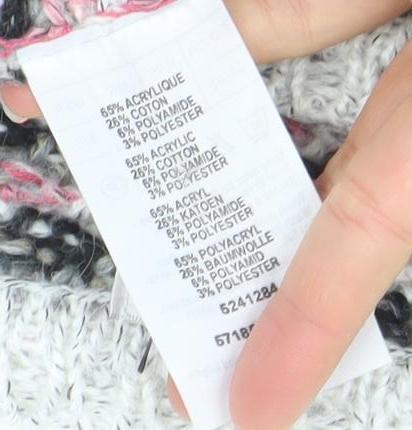 65% ACRYLIQUE
26% COTON
6% POLYAMIDE
3% POLYESTER
65% ACRYLIC
26% COTTON
6% POLYAMIDE
3% POLYESTER
65% ACRYL
26% KATOEN
6% POLYAMIDE
3% POLYESTER
65% POLYACRYL
26% BAUMWOLLE
6% POLYAMID
3% POLYESTER
6241284